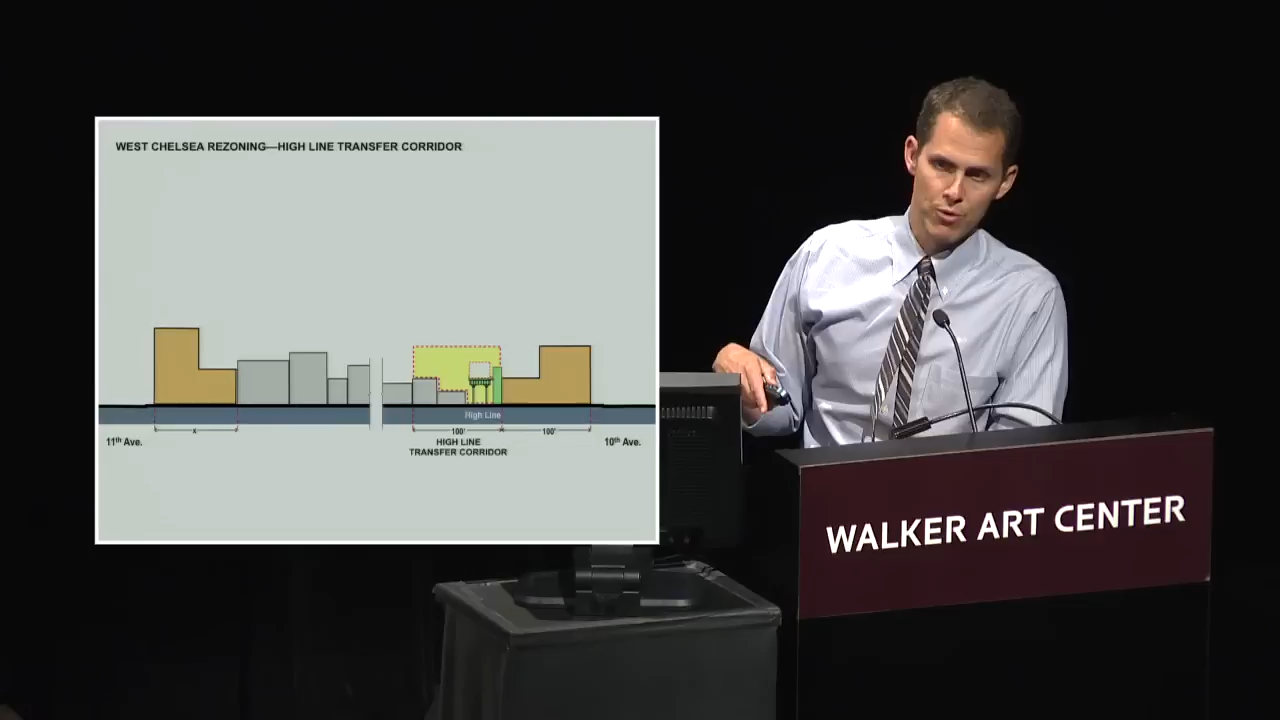 WEST CHELSEA REZONING—HIGH LINE TRANSFER CORRIDOR
High Line
11th Ave.
x
100'
100'
10th Ave.
HIGH LINE
TRANSFER CORRIDOR
WALKER ART CENTER